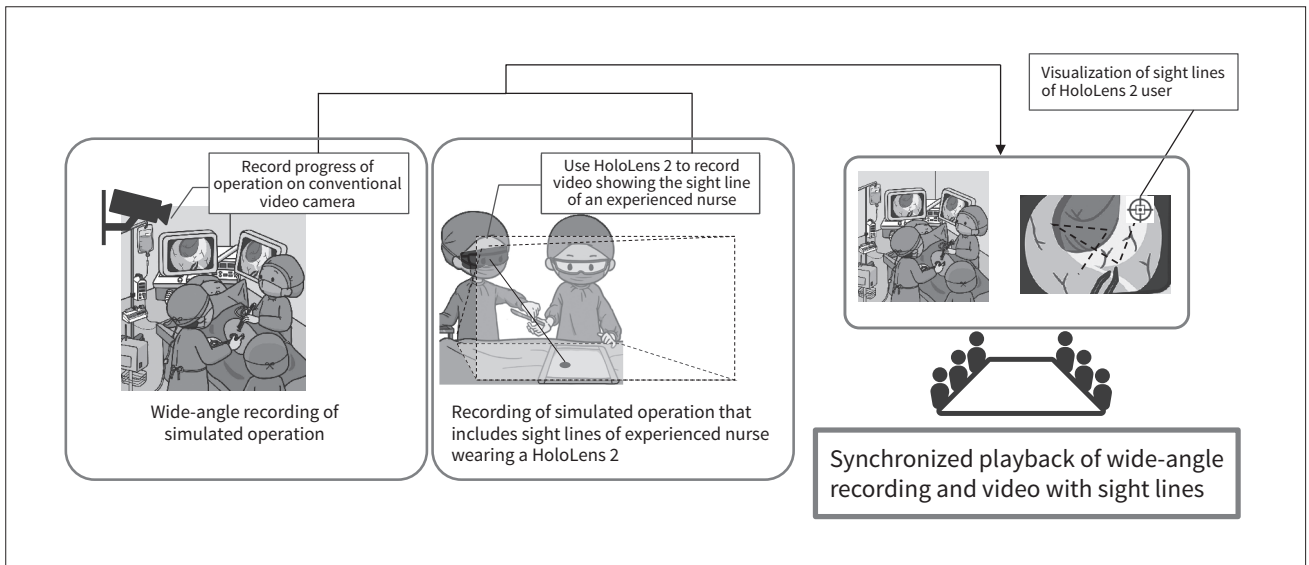 Visualization of sight lines
of HoloLens 2 user
Record progress of
operation on conventional
video camera
Use HoloLens 2 to record
video showing the sight line
of an experienced nurse
Wide-angle recording of
simulated operation
Recording of simulated operation that
includes sight lines of experienced nurse
wearing a HoloLens 2
Synchronized playback of wide-angle
recording and video with sight lines